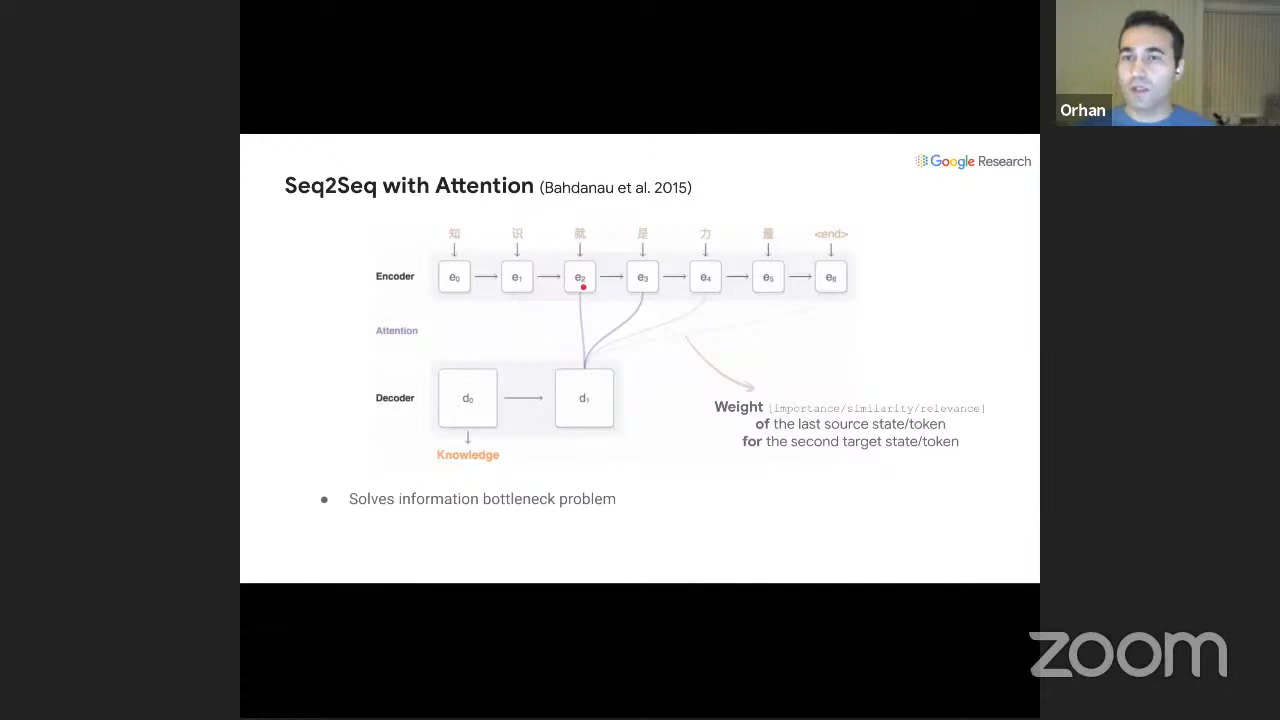 Orhan
Google Research
Seq2Seq with Attention (Bahdanau et al. 2015)
知 识 就 是 力 量 <end>
Encoder e0 e1 e2 e3 e4 e5 e6
Attention
Decoder d0 d1
Weight [importance/similarity/relevance]
of the last source state/token
for the second target state/token
Knowledge
● Solves information bottleneck problem
zoom